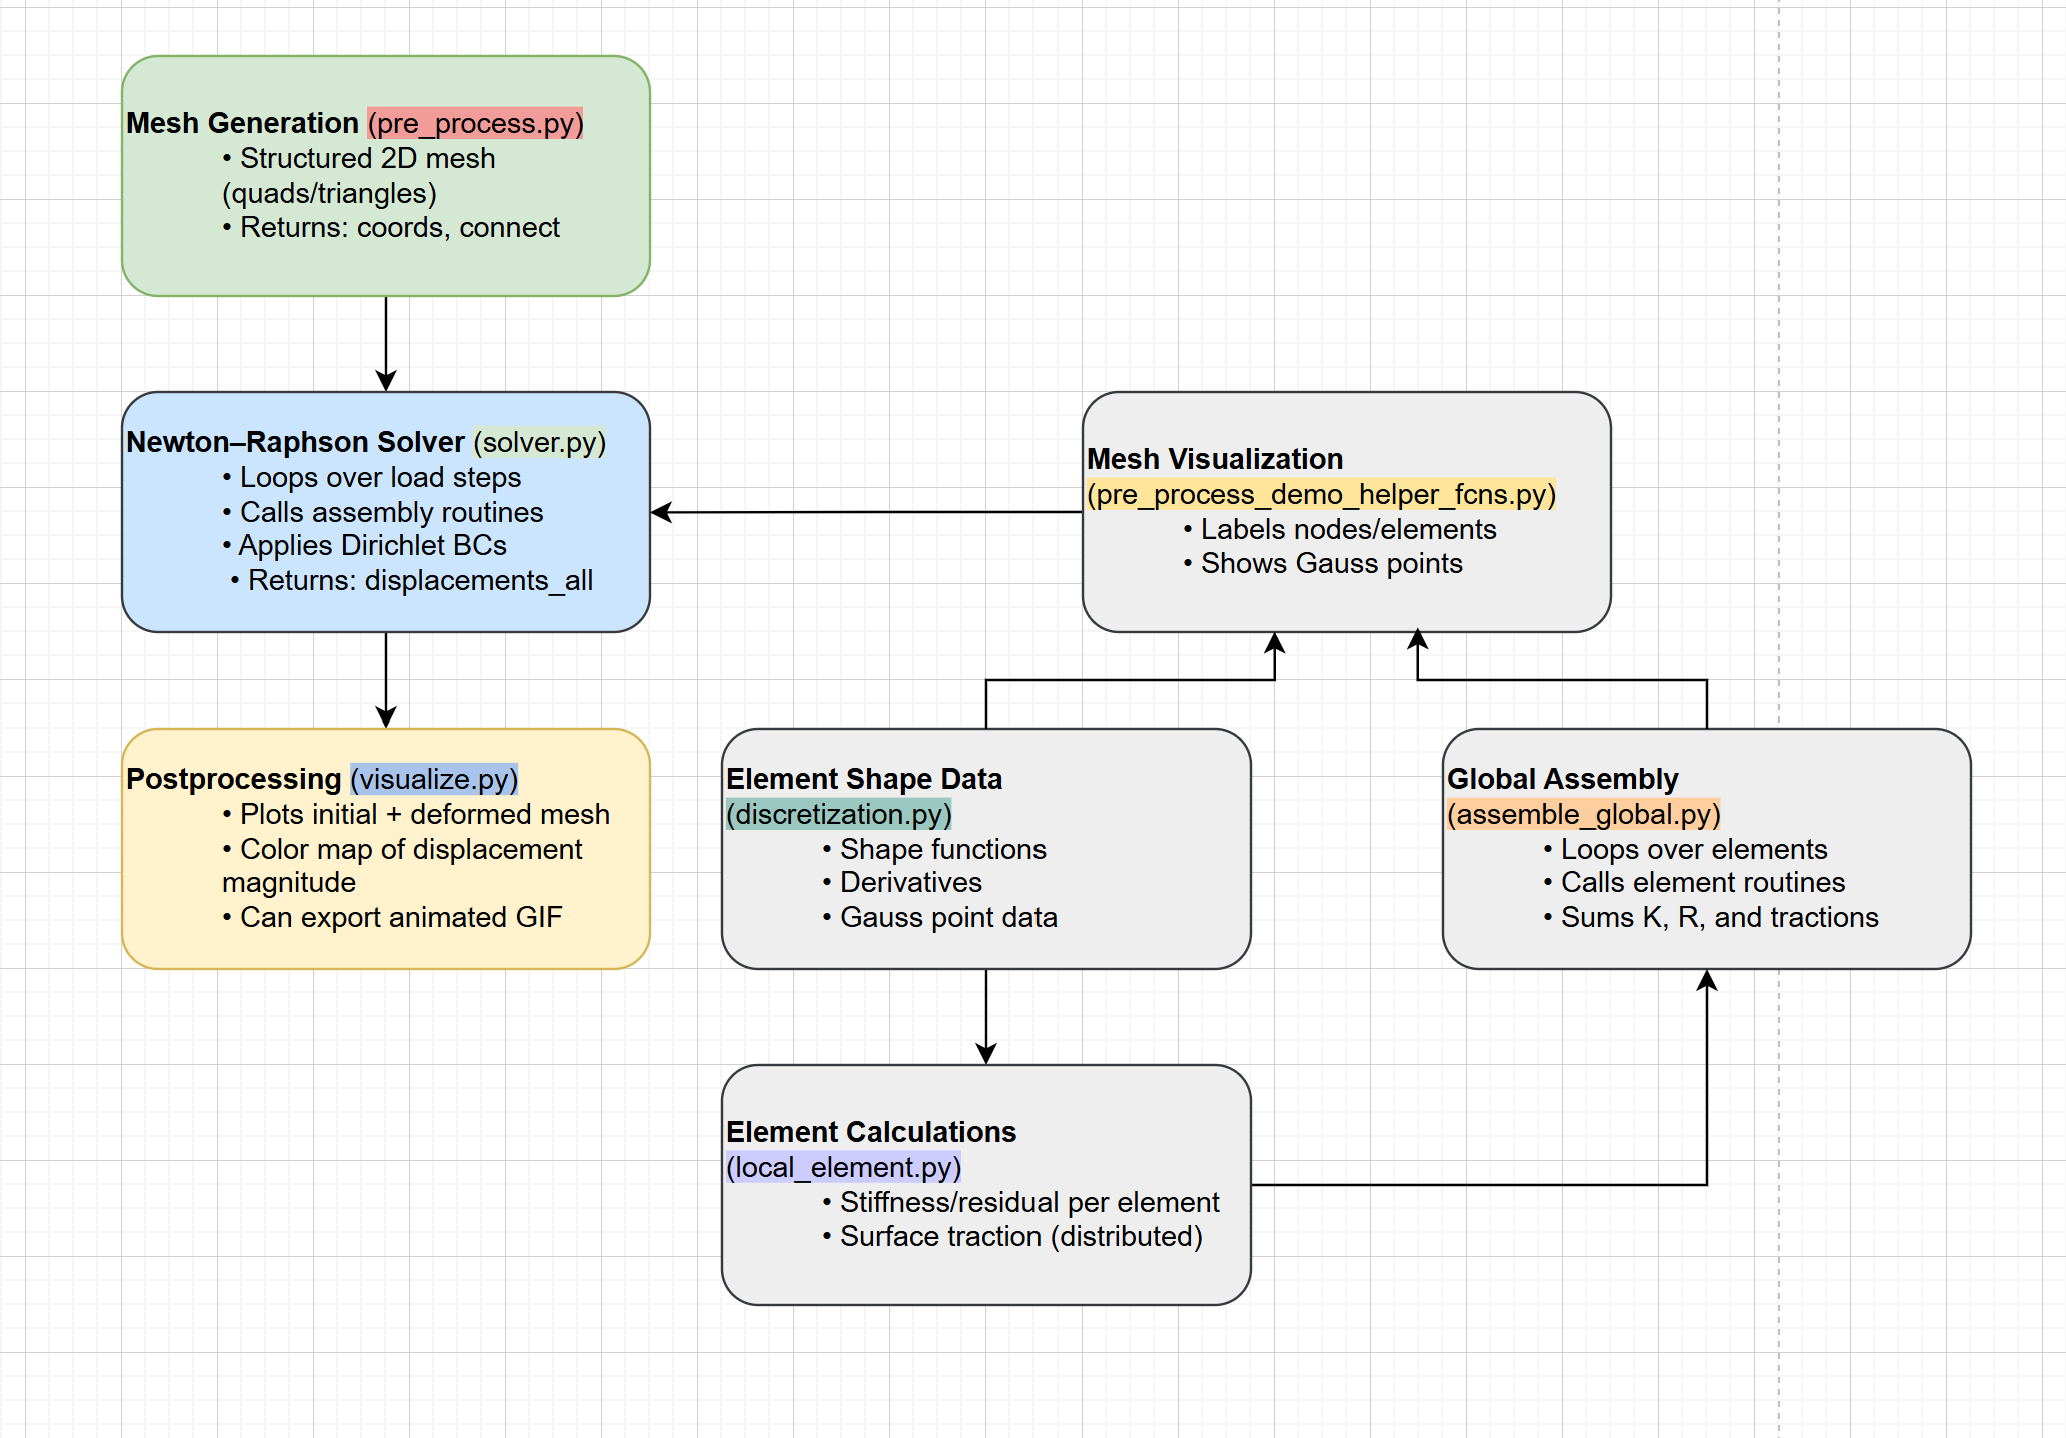 Mesh Generation (pre_process.py)
• Structured 2D mesh
(quads/triangles)
• Returns: coords, connect
Newton–Raphson Solver (solver.py)
• Loops over load steps
• Calls assembly routines
• Applies Dirichlet BCs
• Returns: displacements_all
Mesh Visualization
(pre_process_demo_helper_fcns.py)
• Labels nodes/elements
• Shows Gauss points
Postprocessing (visualize.py)
• Plots initial + deformed mesh
• Color map of displacement
magnitude
• Can export animated GIF
Element Shape Data
(discretization.py)
• Shape functions
• Derivatives
• Gauss point data
Global Assembly
(assemble_global.py)
• Loops over elements
• Calls element routines
• Sums K, R, and tractions
Element Calculations
(local_element.py)
• Stiffness/residual per element
• Surface traction (distributed)